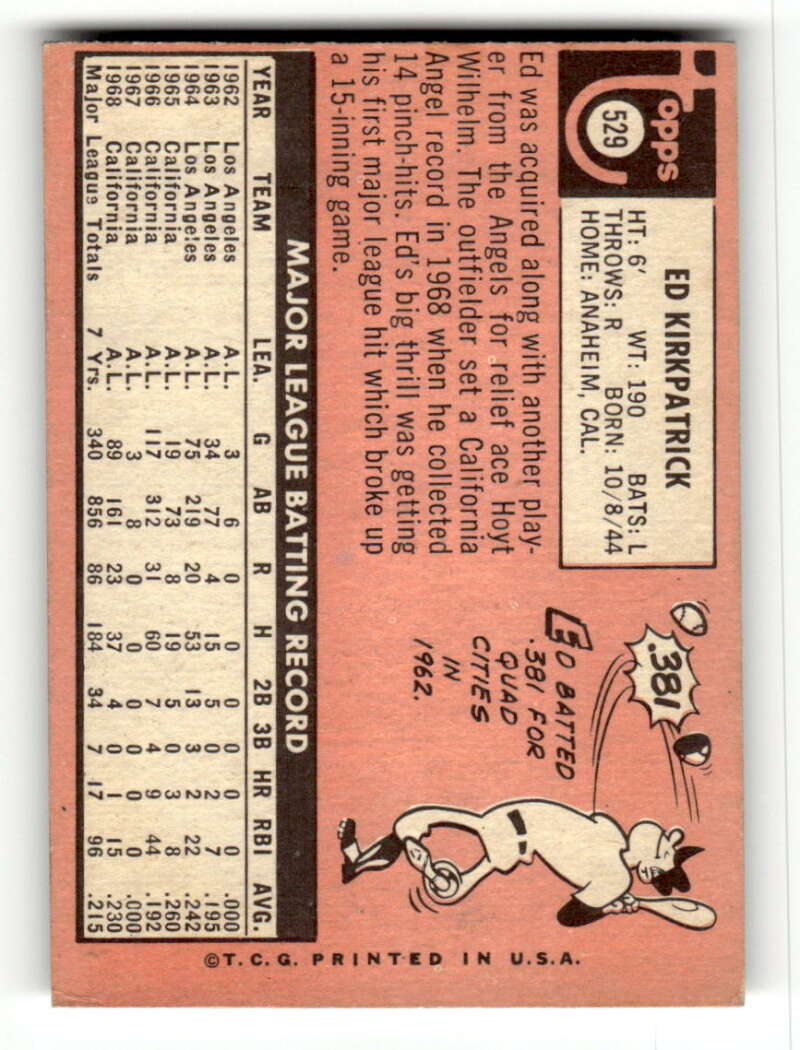 Topps
529
ED KIRKPATRICK
HT: 6' WT: 190 BATS: L
THROWS: R BORN: 10/8/44
HOME: ANAHEIM, CAL.
Ed was acquired along with another play-
er from the Angels for relief ace Hoyt
Wilhelm. The outfielder set a California
Angel record in 1968 when he collected
14 pinch-hits. Ed's big thrill was getting
his first major league hit which broke up
a 15-inning game.
.381
ED BATTED
.381 FOR
QUAD
CITIES
IN
1962.
MAJOR LEAGUE BATTING RECORD
YEAR TEAM LEA. G AB R H 2B 3B HR RBI AVG.
1962 Los Angeles A.L. 3 6 0 0 0 0 0 0 .000
1963 Los Angeles A.L. 34 77 4 15 5 0 2 7 .195
1964 Los Angeles A.L. 75 219 20 53 13 3 2 22 .242
1965 California A.L. 19 73 8 19 5 0 3 8 .260
1966 California A.L. 117 312 31 60 7 4 9 44 .192
1967 California A.L. 3 8 0 0 0 0 0 0 .000
1968 California A.L. 89 161 23 37 4 0 1 15 .230
Major League Totals 7 Yrs. 340 856 86 184 34 7 17 96 .215
©T.C.G. PRINTED IN U.S.A.